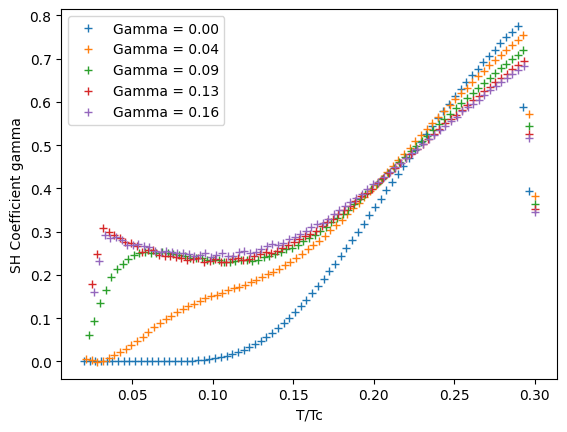 Gamma = 0.00
Gamma = 0.04
Gamma = 0.09
Gamma = 0.13
Gamma = 0.16
SH Coefficient gamma
0.8
0.7
0.6
0.5
0.4
0.3
0.2
0.1
0.0
0.05
0.10
0.15
0.20
0.25
0.30
T/Tc